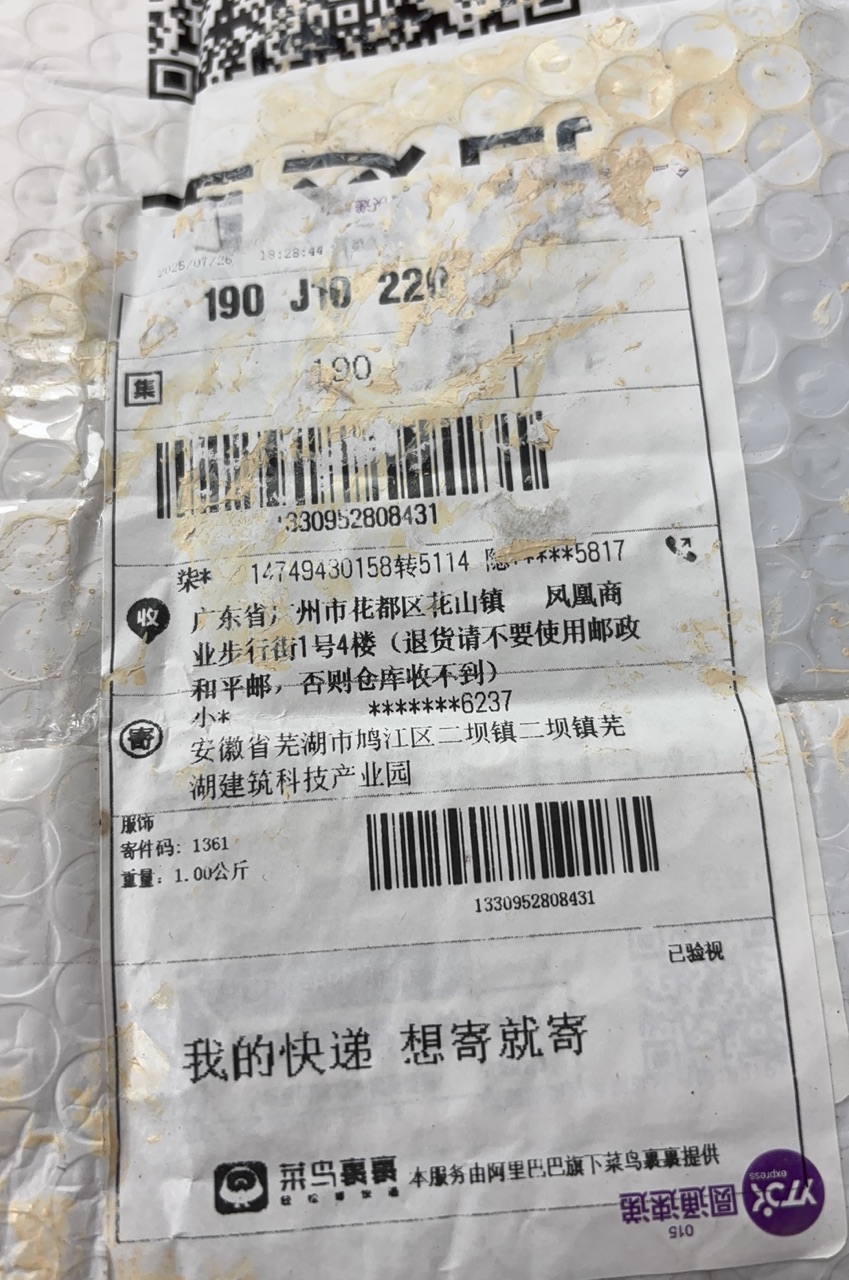 2025/07/26 18:28:44
190 J10 220
集 190
330952808431
柒* 14749430158转5114 隐*****5817
收 广东省广州市花都区花山镇 凤凰商
业步行街1号4楼（退货请不要使用邮政
和平邮，否则仓库收不到）
小* *******6237
寄 安徽省芜湖市鸠江区二坝镇二坝镇芜
湖建筑科技产业园
服饰
寄件码：1361
重量：1.00公斤
1330952808431
已验视
我的快递 想寄就寄
菜鸟裹裹
本服务由阿里巴巴旗下菜鸟裹裹提供
圆通速递
express
015